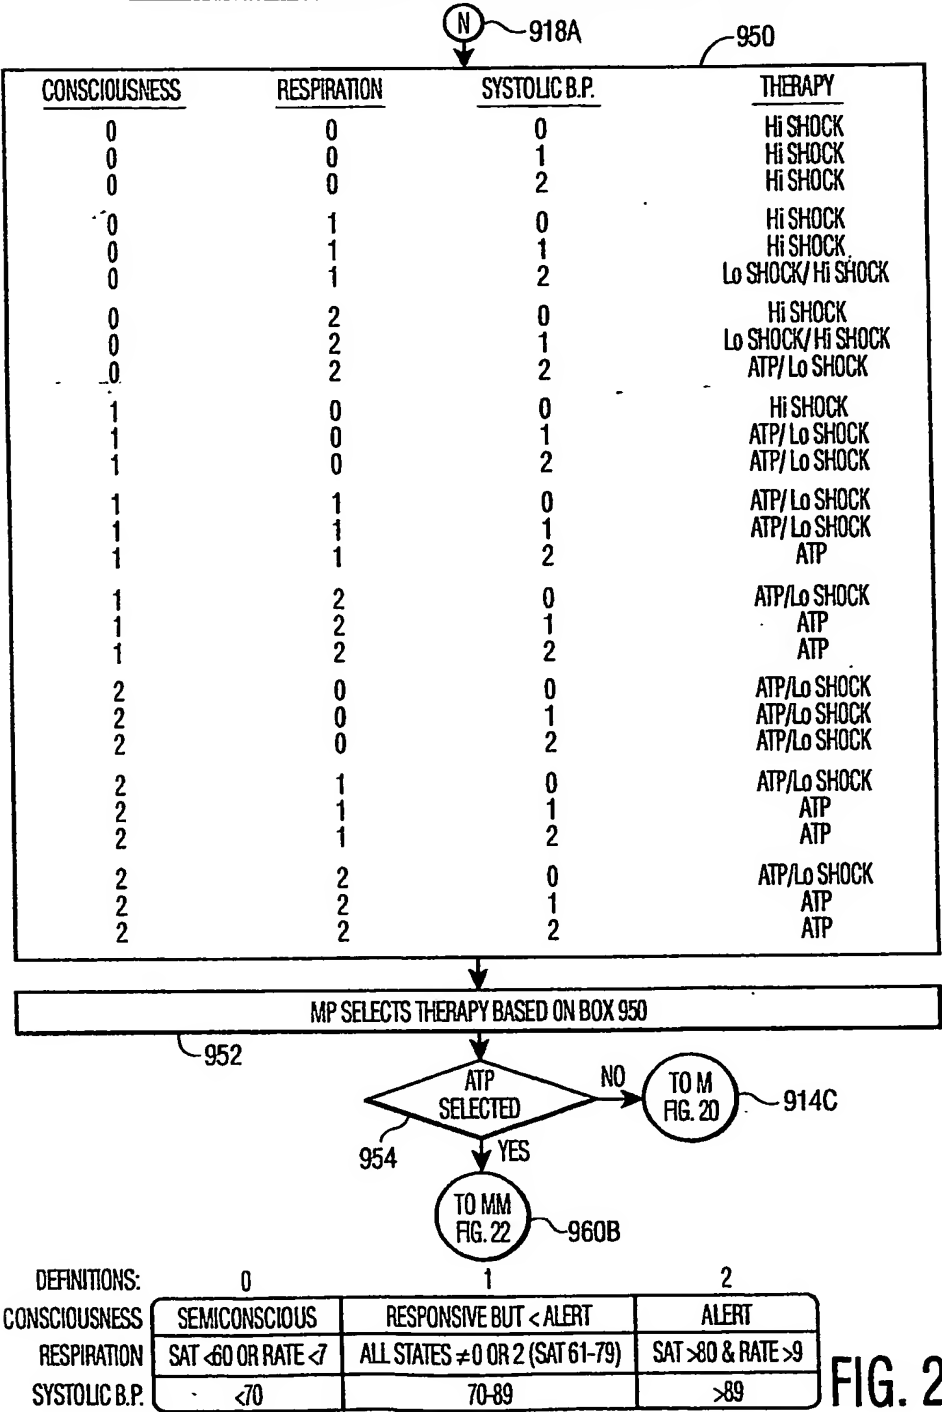 N 918A
950
CONSCIOUSNESS RESPIRATION SYSTOLIC B.P. THERAPY
0 0 0 Hi SHOCK
0 0 1 Hi SHOCK
0 0 2 Hi SHOCK
0 1 0 Hi SHOCK
0 1 1 Hi SHOCK
0 1 2 Lo SHOCK/Hi SHOCK
0 2 0 Hi SHOCK
0 2 1 Lo SHOCK/Hi SHOCK
0 2 2 ATP/Lo SHOCK
1 0 0 Hi SHOCK
1 0 1 ATP/Lo SHOCK
1 0 2 ATP/Lo SHOCK
1 1 0 ATP/Lo SHOCK
1 1 1 ATP/Lo SHOCK
1 1 2 ATP
1 2 0 ATP/Lo SHOCK
1 2 1 ATP
1 2 2 ATP
2 0 0 ATP/Lo SHOCK
2 0 1 ATP/Lo SHOCK
2 0 2 ATP/Lo SHOCK
2 1 0 ATP/Lo SHOCK
2 1 1 ATP
2 1 2 ATP
2 2 0 ATP/Lo SHOCK
2 2 1 ATP
2 2 2 ATP
MP SELECTS THERAPY BASED ON BOX 950
952
ATP
SELECTED
954
NO
TO M
FIG. 20
914C
YES
TO MM
FIG. 22
960B
DEFINITIONS: 0 1 2
CONSCIOUSNESS SEMICONSCIOUS RESPONSIVE BUT < ALERT ALERT
RESPIRATION SAT <60 OR RATE <7 ALL STATES ≠0 OR 2 (SAT 61-79) SAT >80 & RATE >9
SYSTOLIC B.P. <70 70-89 >89
FIG. 2